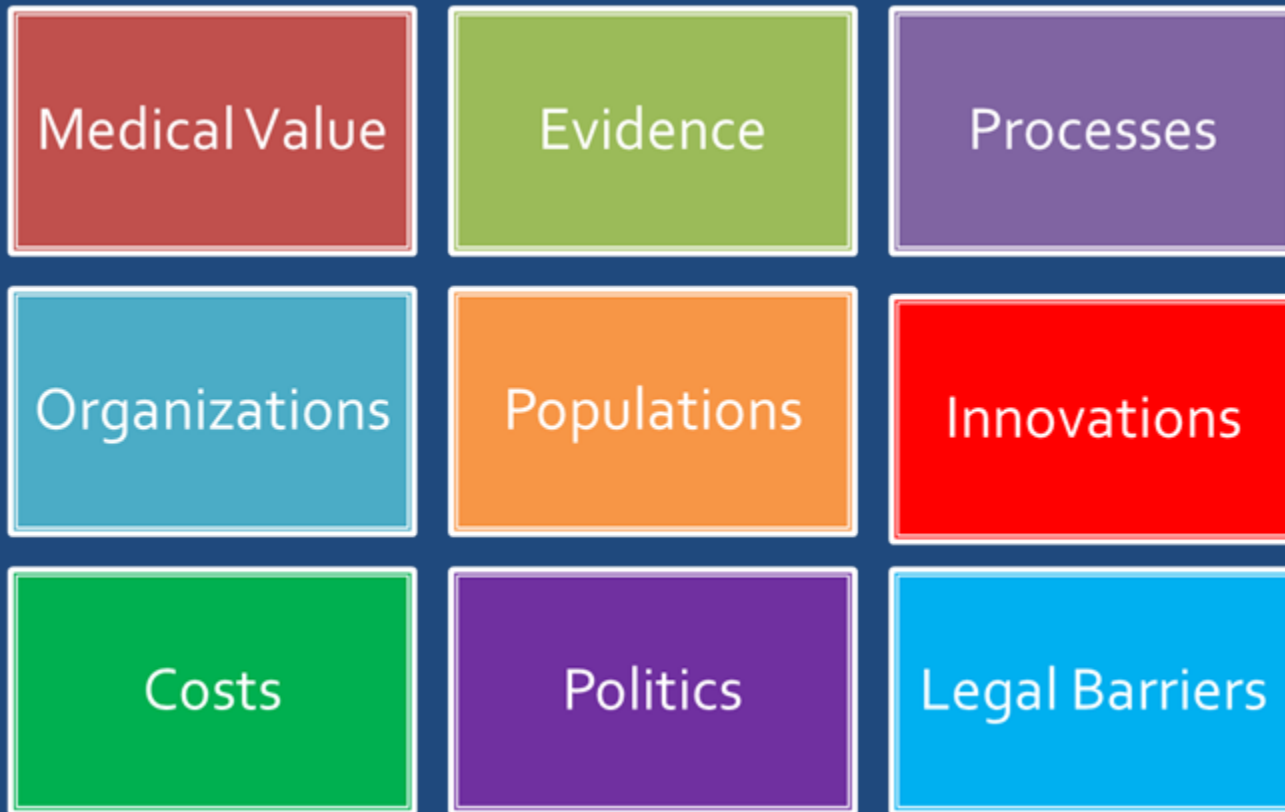 Medical Value
Evidence
Processes
Organizations
Populations
Innovations
Costs
Politics
Legal Barriers